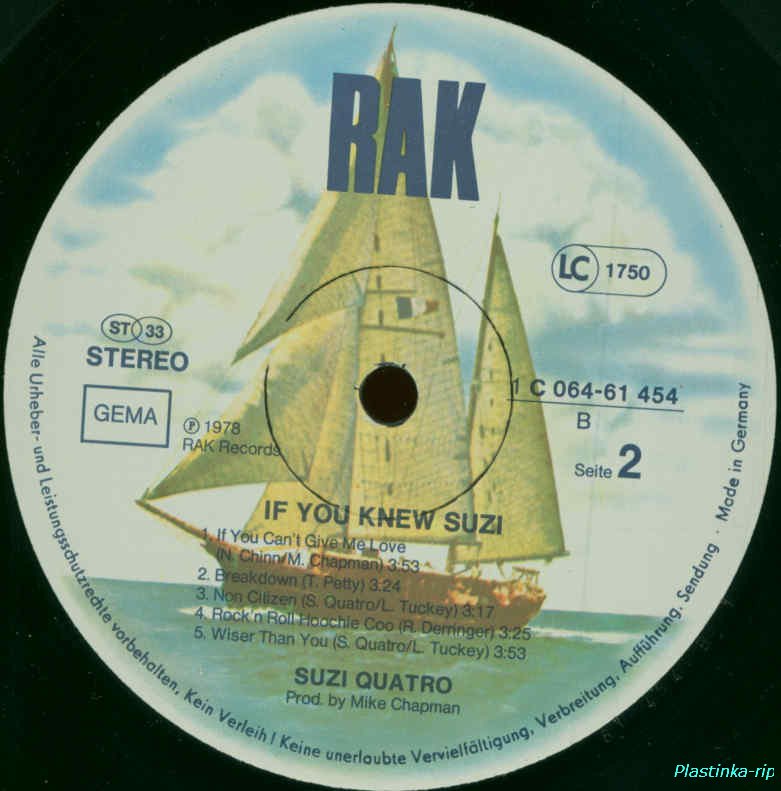 RAK
LC 1750
ST 33
STEREO
GEMA
℗ 1978
RAK Records
1 C 064-61 454
B
Seite 2
IF YOU KNEW SUZI
1. If You Can't Give Me Love
(N. Chinn/M. Chapman) 3:53
2. Breakdown (T. Petty) 3:24
3. Non Citizen (S. Quatro/L. Tuckey) 3:17
4. Rock'n Roll Hoochie Coo (R. Derringer) 3:25
5. Wiser Than You (S. Quatro/L. Tuckey) 3:53
SUZI QUATRO
Prod. by Mike Chapman
Alle Urheber- und Leistungsschutzrechte vorbehalten, Kein Verleih! Keine unerlaubte Vervielfältigung, Verbreitung, Aufführung, Sendung · Made in Germany
Plastinka-rip